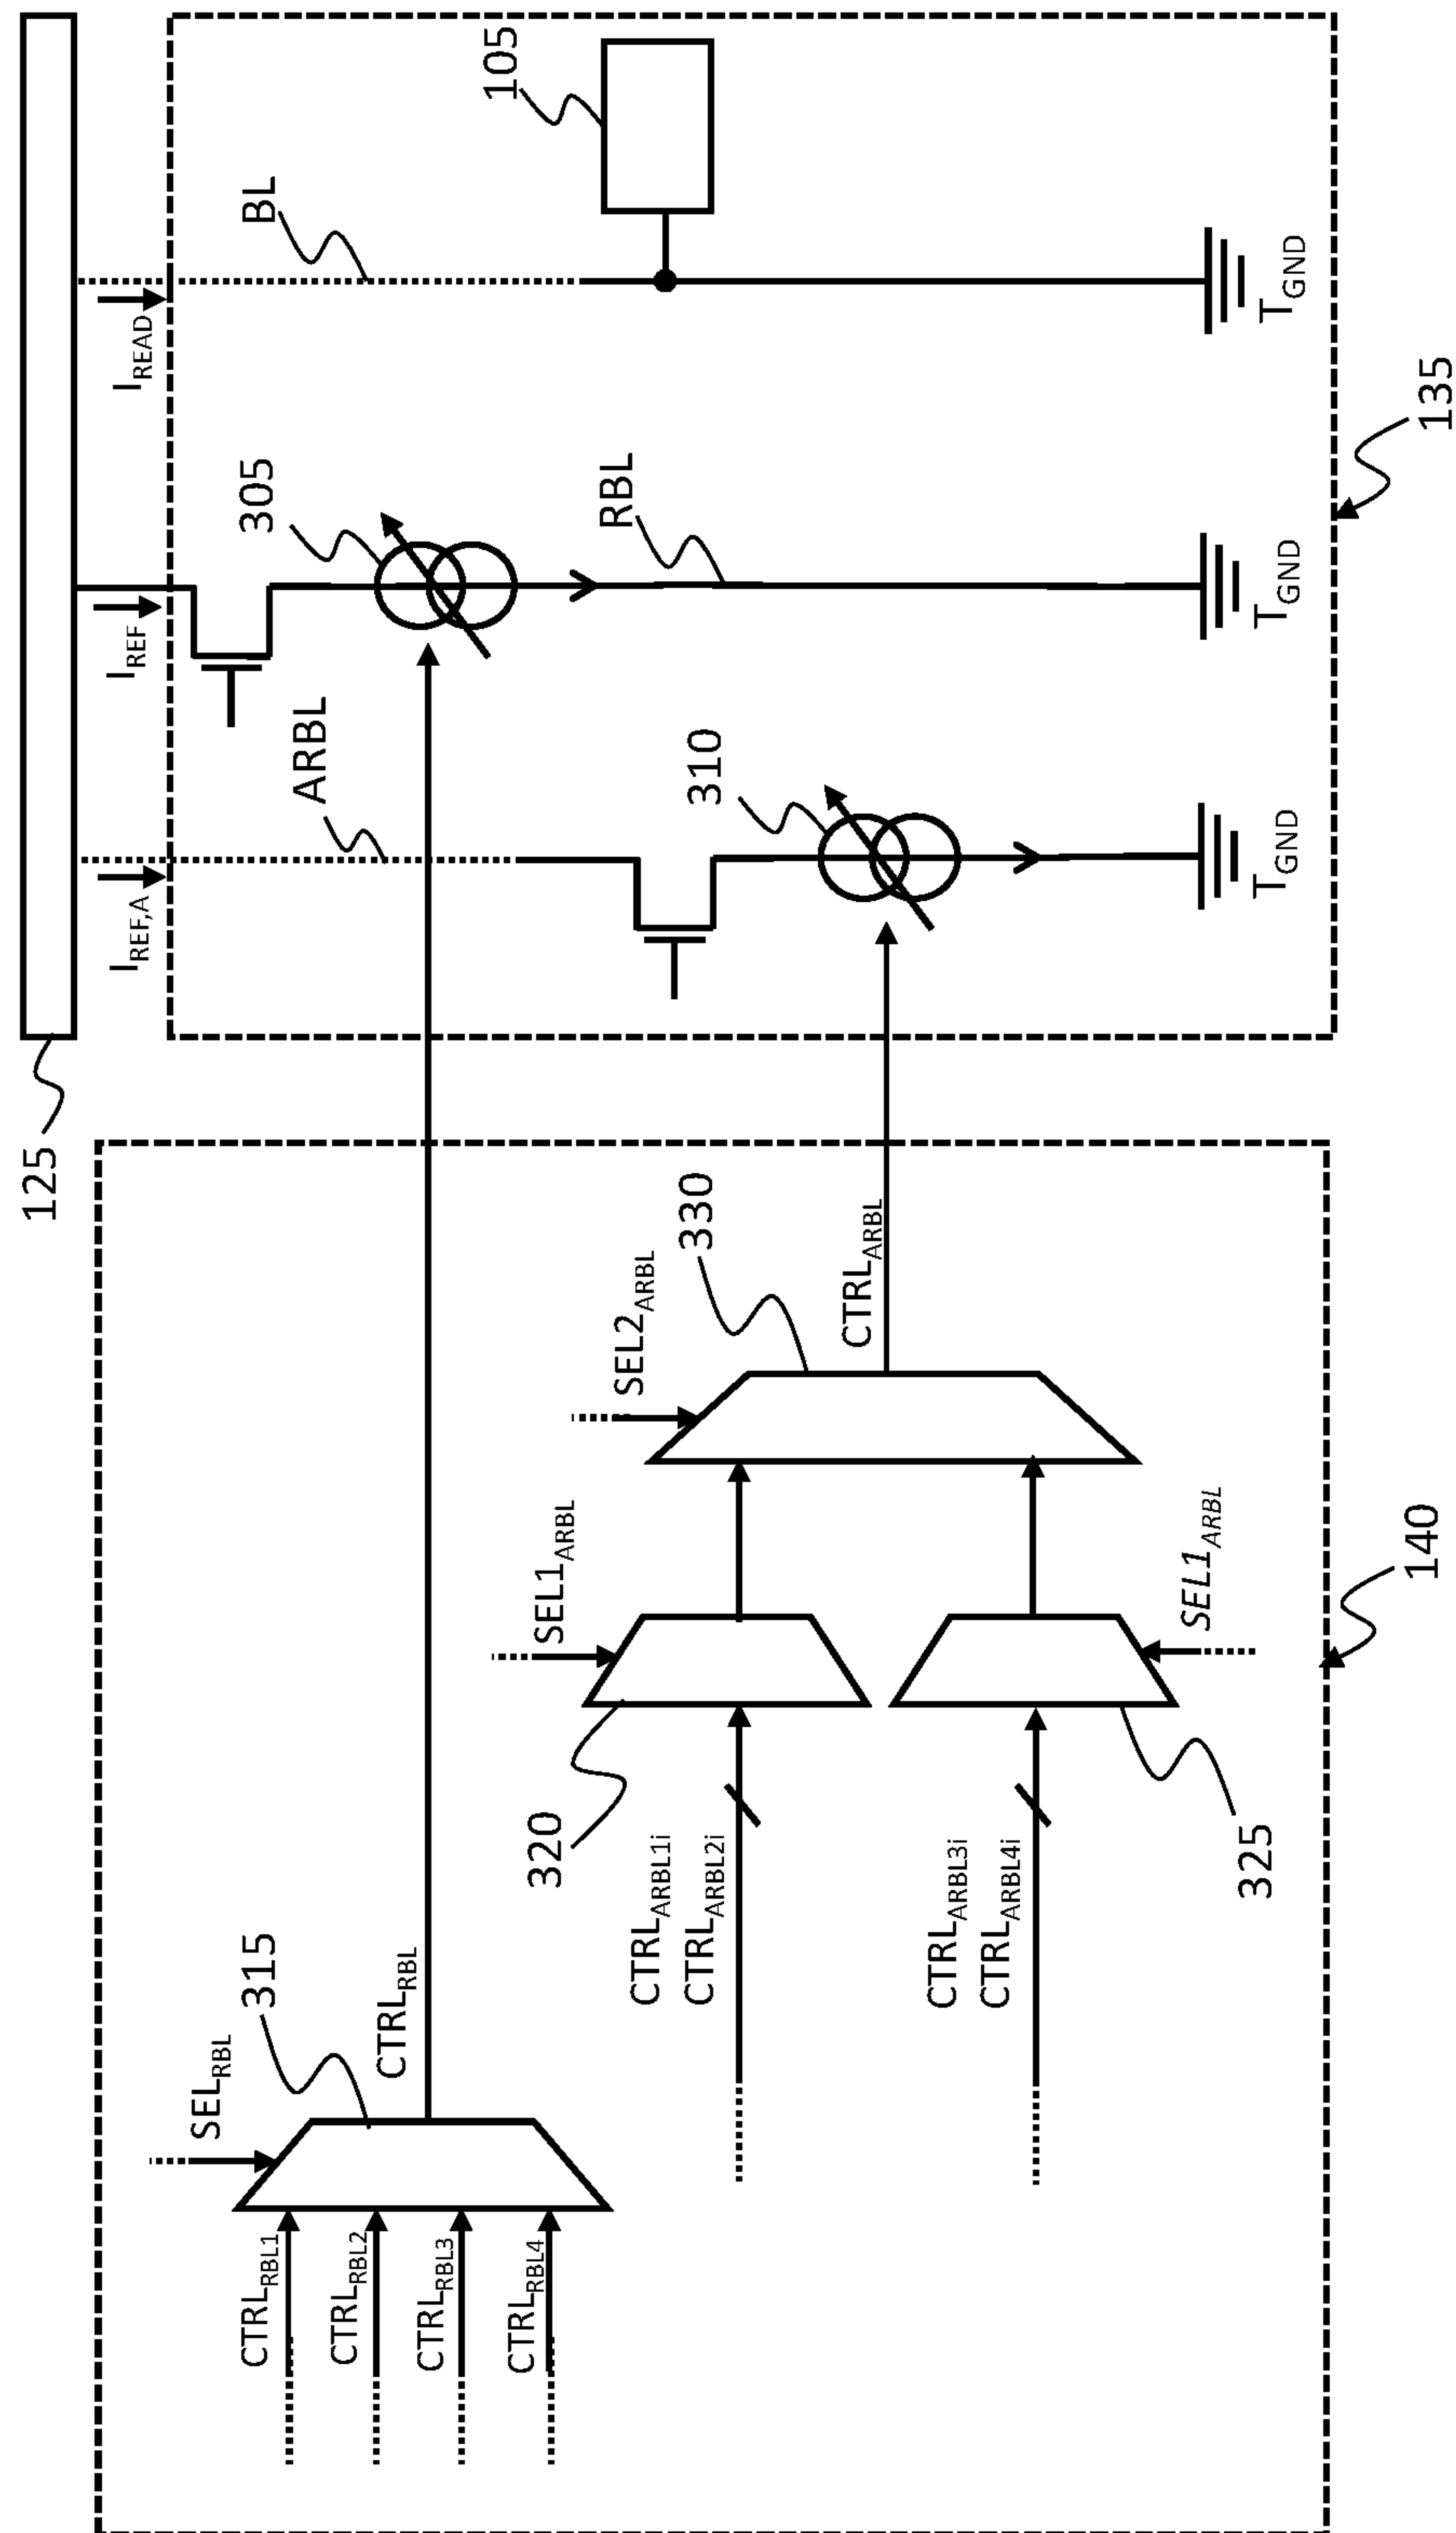 125
I_READ
BL
105
I_REF
305
RBL
I_REF,A
ARBL
310
T_GND
T_GND
T_GND
135
SEL_RBL
315
CTRL_RBL1
CTRL_RBL2
CTRL_RBL3
CTRL_RBL4
CTRL_RBL
SEL1_ARBL
320
CTRL_ARBL1i
CTRL_ARBL2i
SEL2_ARBL
330
CTRL_ARBL
CTRL_ARBL3i
CTRL_ARBL4i
325
SEL1_ARBL
140